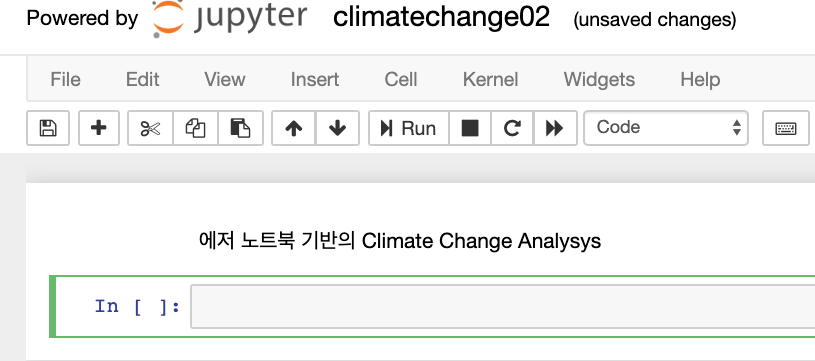 Powered by jupyter climatechange02 (unsaved changes)
File Edit View Insert Cell Kernel Widgets Help
Run Code
에저 노트북 기반의 Climate Change Analysys
In [ ]: